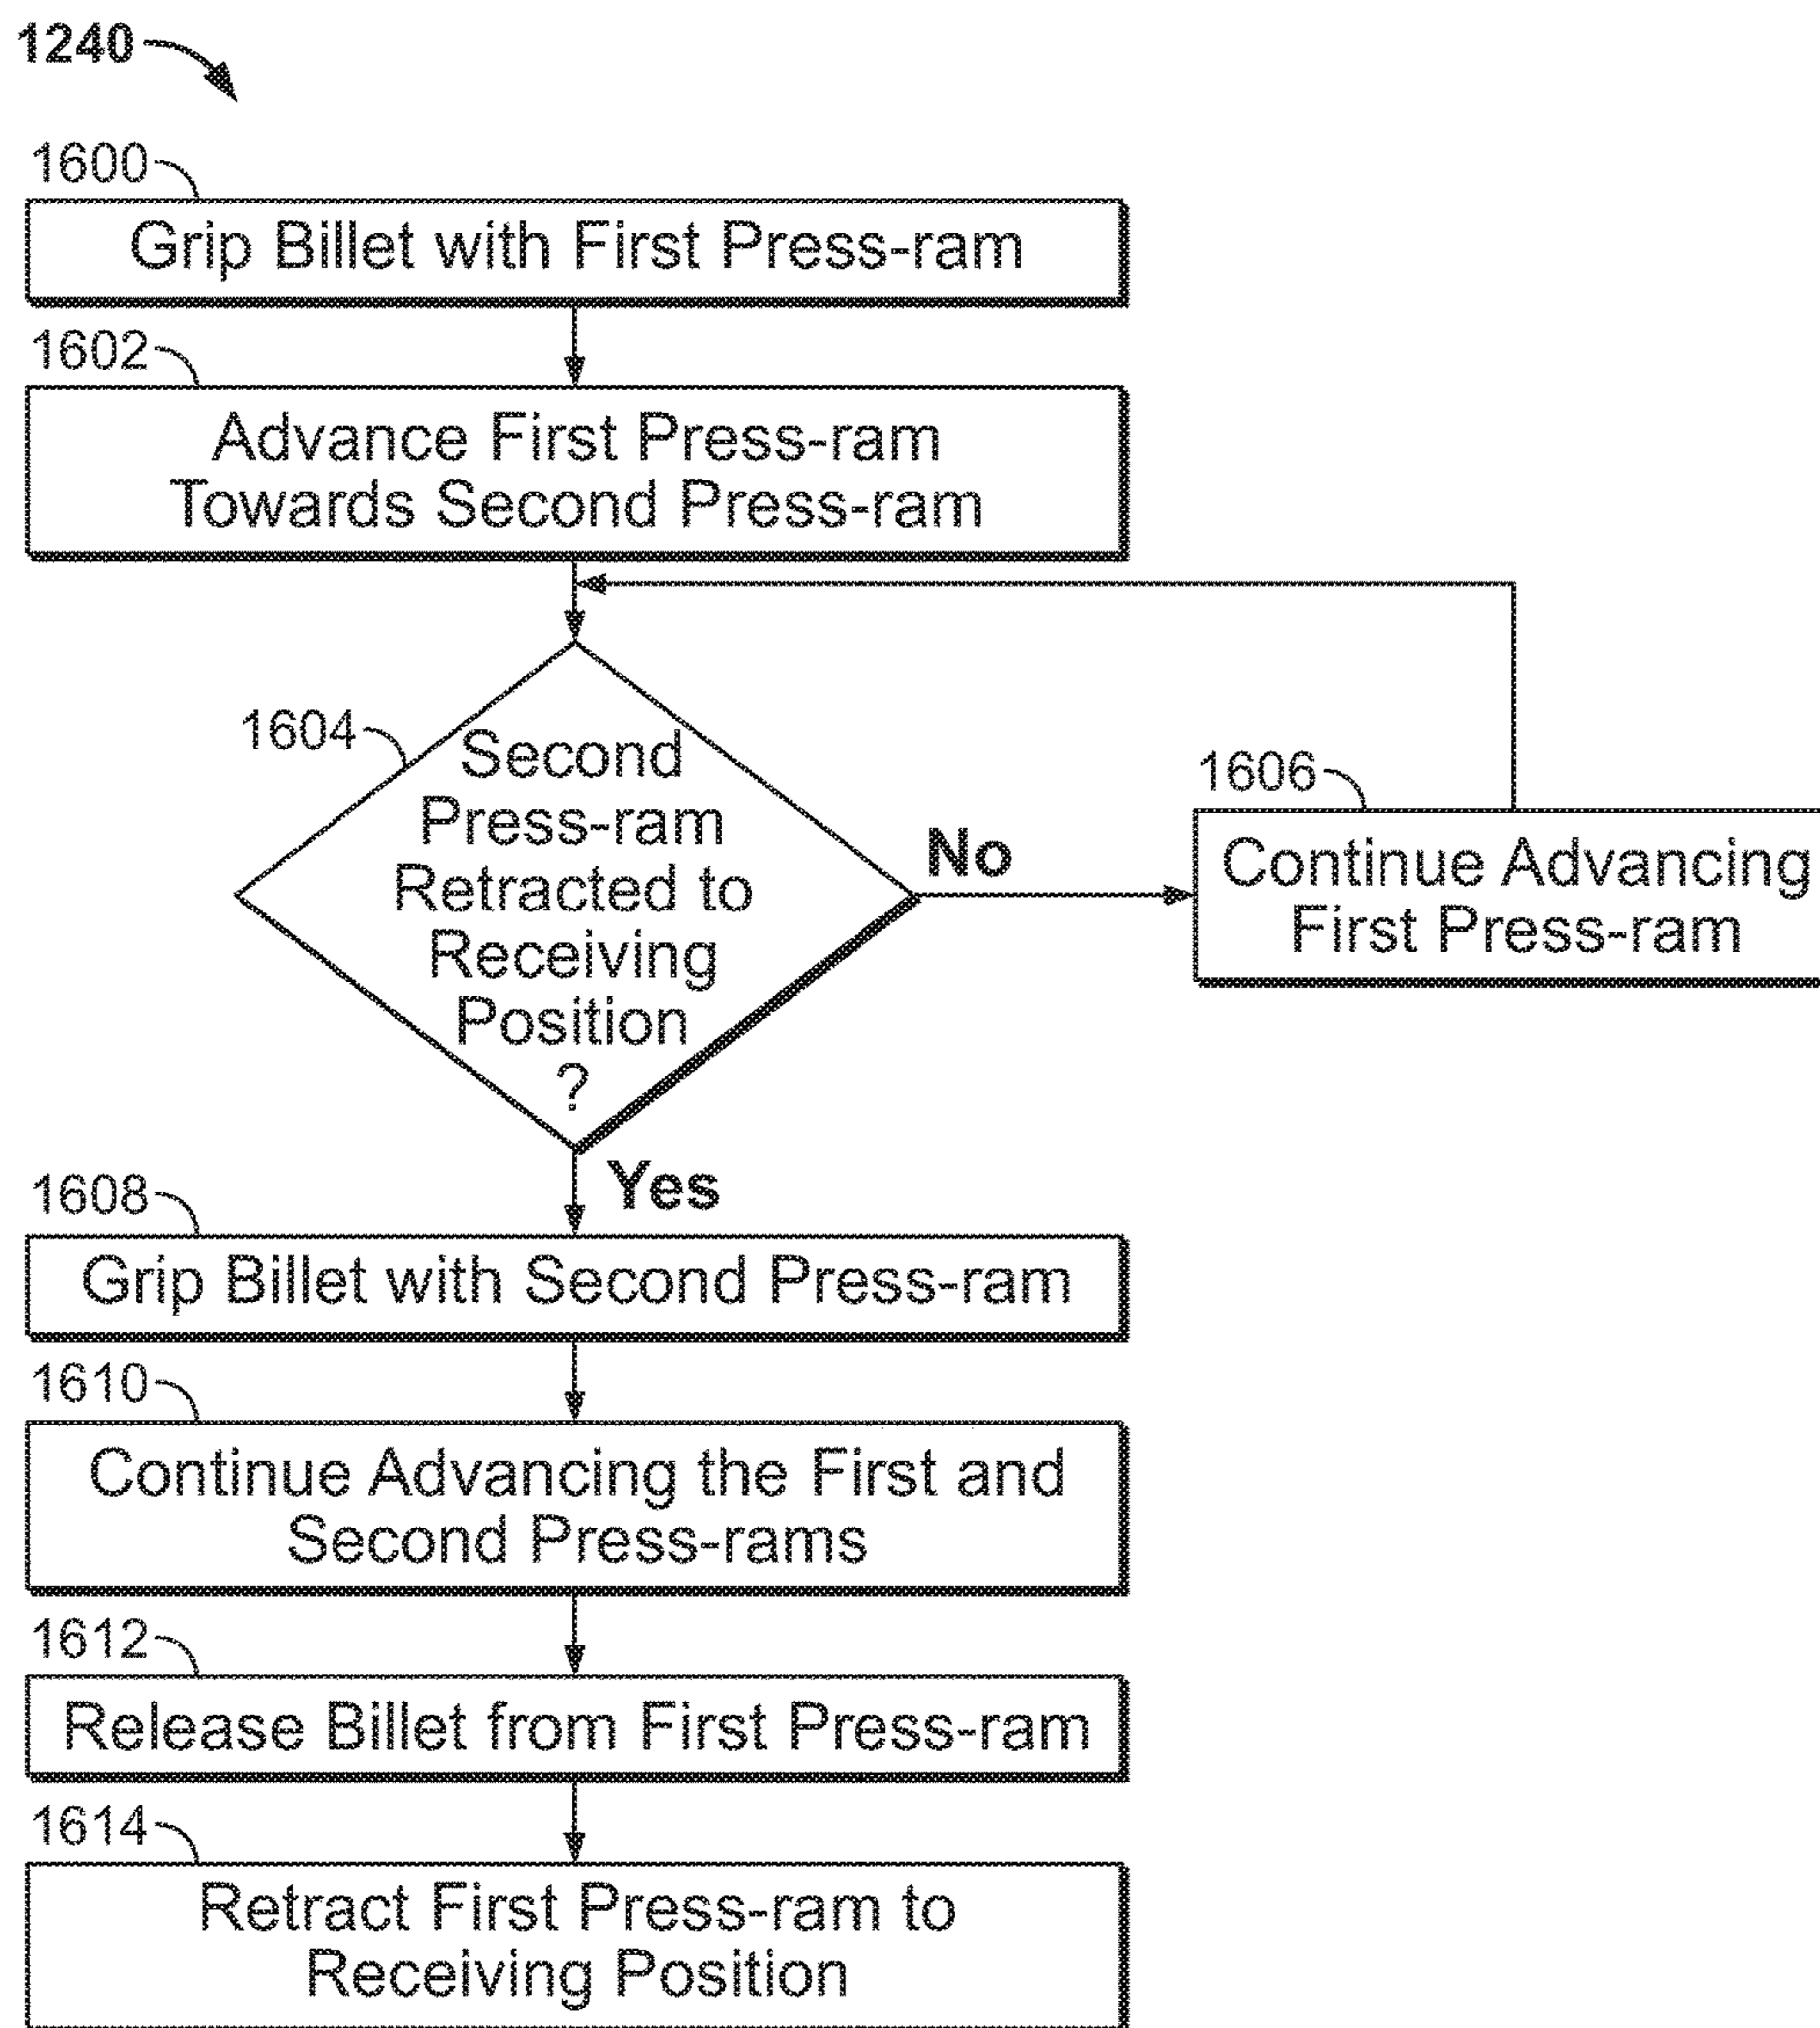 1240
1600
Grip Billet with First Press-ram
1602
Advance First Press-ram
Towards Second Press-ram
1604
Second
Press-ram
Retracted to
Receiving
Position
?
No
1606
Continue Advancing
First Press-ram
Yes
1608
Grip Billet with Second Press-ram
1610
Continue Advancing the First and
Second Press-rams
1612
Release Billet from First Press-ram
1614
Retract First Press-ram to
Receiving Position